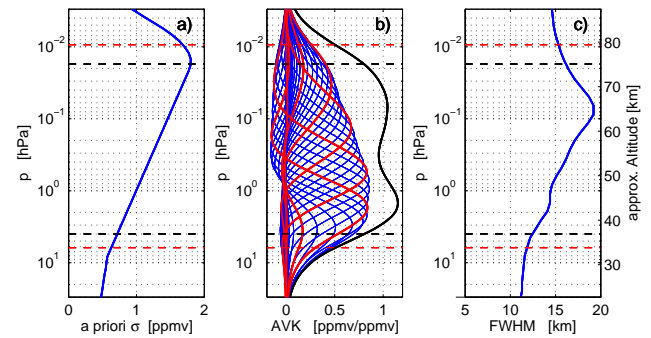 a) b) c)
10⁻² 10⁻² 10⁻² 80
10⁻¹ 10⁻¹ 10⁻¹ 70
60
10⁰ 10⁰ 10⁰ 50
40
10¹ 10¹ 10¹ 30
p [hPa] p [hPa] p [hPa] approx. Altitude [km]
0 1 2 0 0.5 1 5 10 15 20
a priori σ [ppmv] AVK [ppmv/ppmv] FWHM [km]